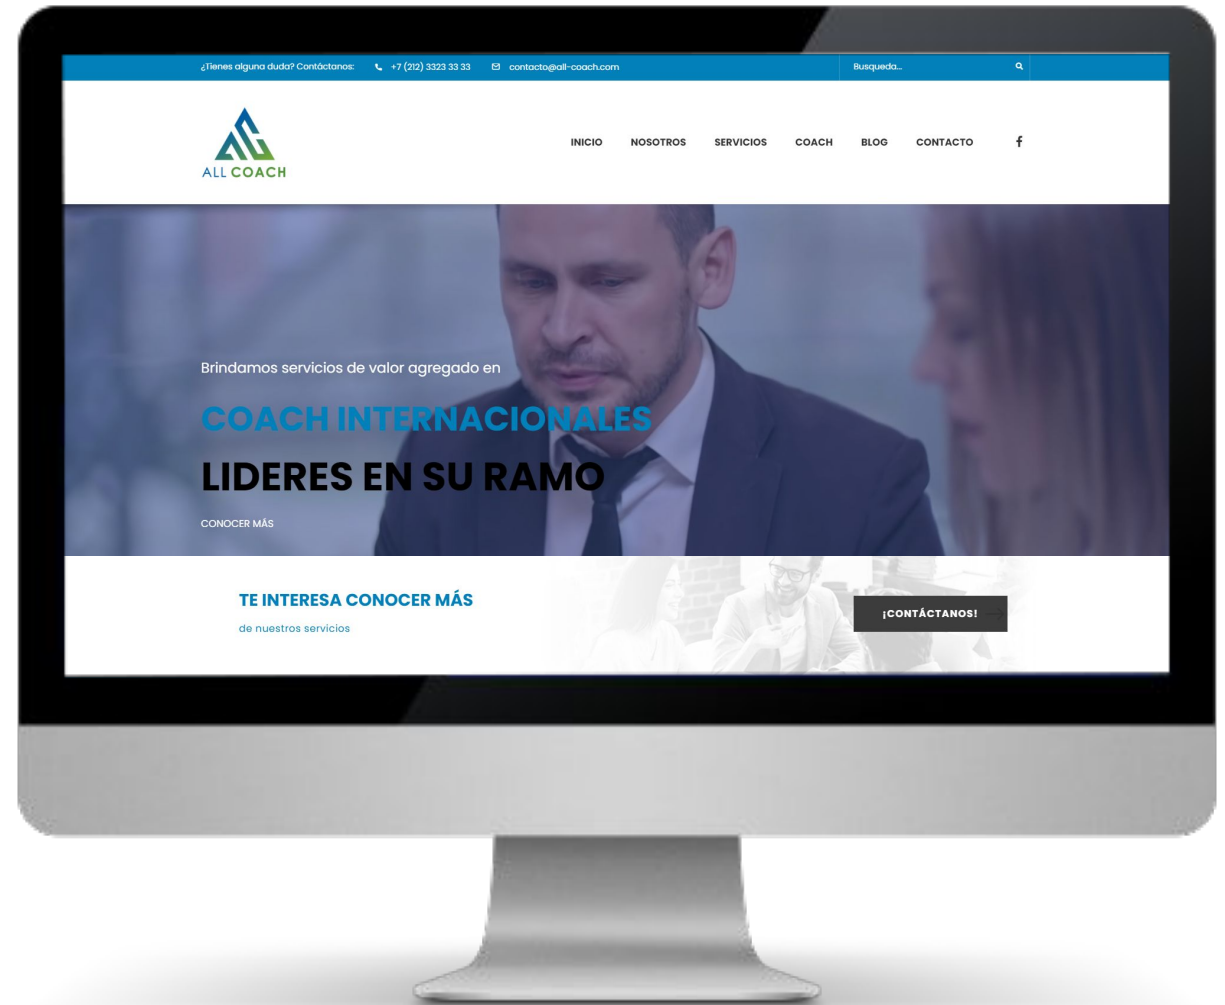 ¿Tienes alguna duda? Contáctanos: +7 (212) 3323 33 33 contacto@all-coach.com Busqueda...
ALL COACH
INICIO NOSOTROS SERVICIOS COACH BLOG CONTACTO f
Brindamos servicios de valor agregado en
COACH INTERNACIONALES
LIDERES EN SU RAMO
CONOCER MÁS
TE INTERESA CONOCER MÁS
de nuestros servicios
¡CONTÁCTANOS!